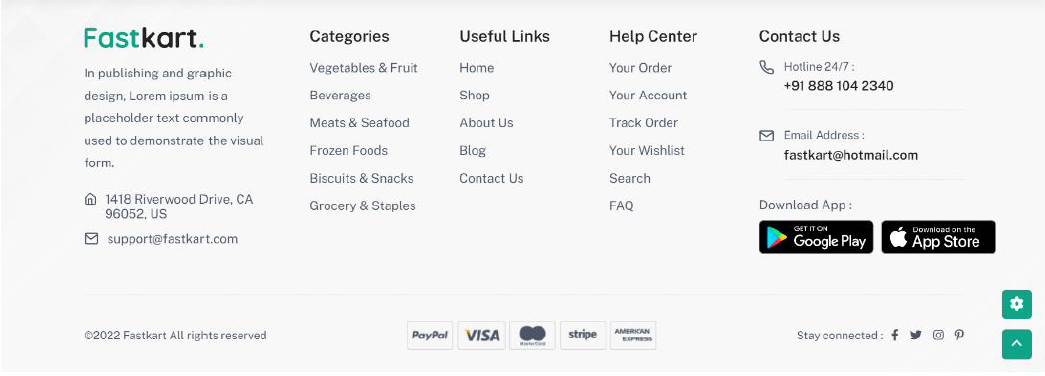 Fastkart.
In publishing and graphic
design, Lorem ipsum is a
placeholder text commonly
used to demonstrate the visual
form.
1418 Riverwood Drive, CA
96052, US
support@fastkart.com
Categories
Vegetables & Fruit
Beverages
Meats & Seafood
Frozen Foods
Biscuits & Snacks
Grocery & Staples
Useful Links
Home
Shop
About Us
Blog
Contact Us
Help Center
Your Order
Your Account
Track Order
Your Wishlist
Search
FAQ
Contact Us
Hotline 24/7 :
+91 888 104 2340
Email Address :
fastkart@hotmail.com
Download App :
GET IT ON
Google Play
Download on the
App Store
©2022 Fastkart All rights reserved
PayPal
VISA
MasterCard
stripe
AMERICAN
EXPRESS
Stay connected :